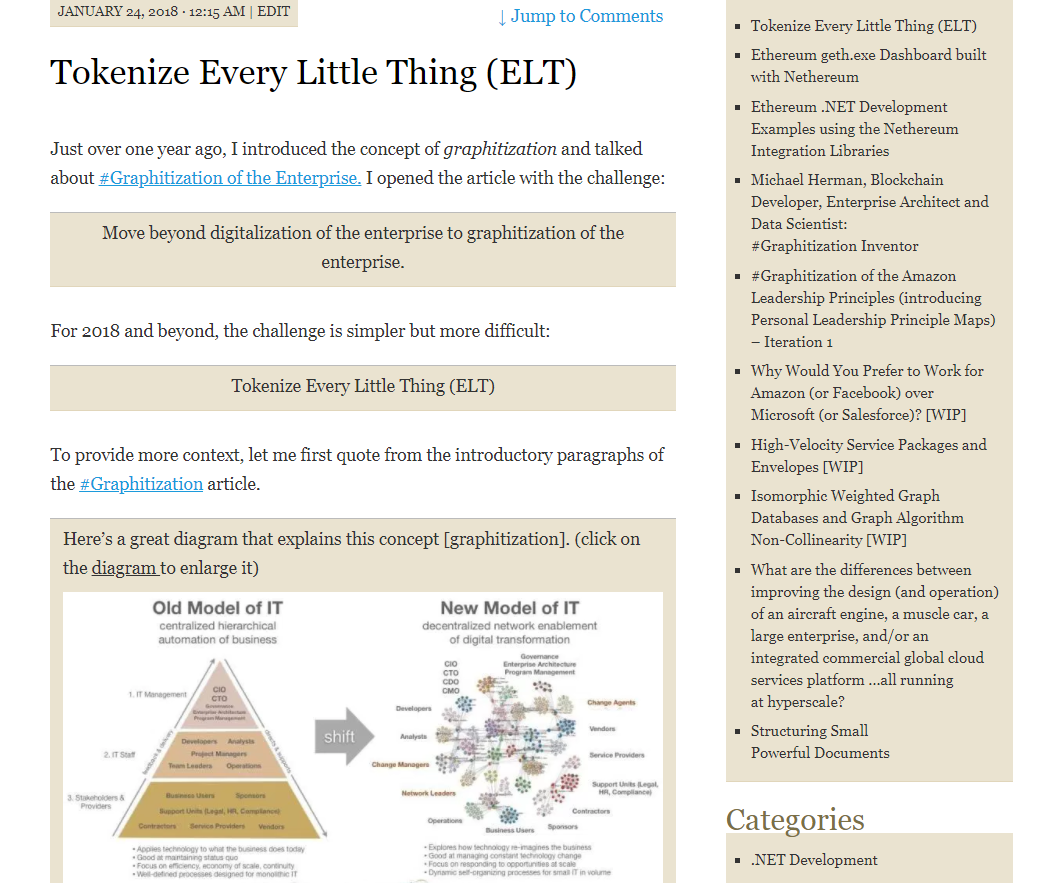 JANUARY 24, 2018 · 12:15 AM | EDIT
↓ Jump to Comments
Tokenize Every Little Thing (ELT)
Just over one year ago, I introduced the concept of graphitization and talked
about #Graphitization of the Enterprise. I opened the article with the challenge:
Move beyond digitalization of the enterprise to graphitization of the
enterprise.
For 2018 and beyond, the challenge is simpler but more difficult:
Tokenize Every Little Thing (ELT)
To provide more context, let me first quote from the introductory paragraphs of
the #Graphitization article.
Here's a great diagram that explains this concept [graphitization]. (click on
the diagram to enlarge it)
Old Model of IT
centralized hierarchical
automation of business
1. IT Management
CIO
CTO
Governance
Enterprise Architecture
Program Management
2. IT Staff
Developers Analysts
Project Managers
Team Leaders Operations
3. Stakeholders &
Providers
Business Users Sponsors
Support Units (Legal, HR, Compliance)
Contractors Service Providers Vendors
• Applies technology to what the business does today
• Good at maintaining status quo
• Focus on efficiency, economy of scale, continuity
• Well-defined processes designed for monolithic IT
shift
New Model of IT
decentralized network enablement
of digital transformation
CIO
CTO
CDO
CMO
Governance
Enterprise Architecture
Program Management
Developers
Change Agents
Analysts
Vendors
Change Managers
Service Providers
Network Leaders
Support Units (Legal,
HR, Compliance)
Operations
Contractors
Business Users
Sponsors
• Explores how technology re-imagines the business
• Good at managing constant technology change
• Focus on responding to opportunities at scale
• Dynamic self-organizing processes for small IT in volume
Tokenize Every Little Thing (ELT)
Ethereum geth.exe Dashboard built
with Nethereum
Ethereum .NET Development
Examples using the Nethereum
Integration Libraries
Michael Herman, Blockchain
Developer, Enterprise Architect and
Data Scientist:
#Graphitization Inventor
#Graphitization of the Amazon
Leadership Principles (introducing
Personal Leadership Principle Maps)
– Iteration 1
Why Would You Prefer to Work for
Amazon (or Facebook) over
Microsoft (or Salesforce)? [WIP]
High-Velocity Service Packages and
Envelopes [WIP]
Isomorphic Weighted Graph
Databases and Graph Algorithm
Non-Collinearity [WIP]
What are the differences between
improving the design (and operation)
of an aircraft engine, a muscle car, a
large enterprise, and/or an
integrated commercial global cloud
services platform ...all running
at hyperscale?
Structuring Small
Powerful Documents
Categories
.NET Development